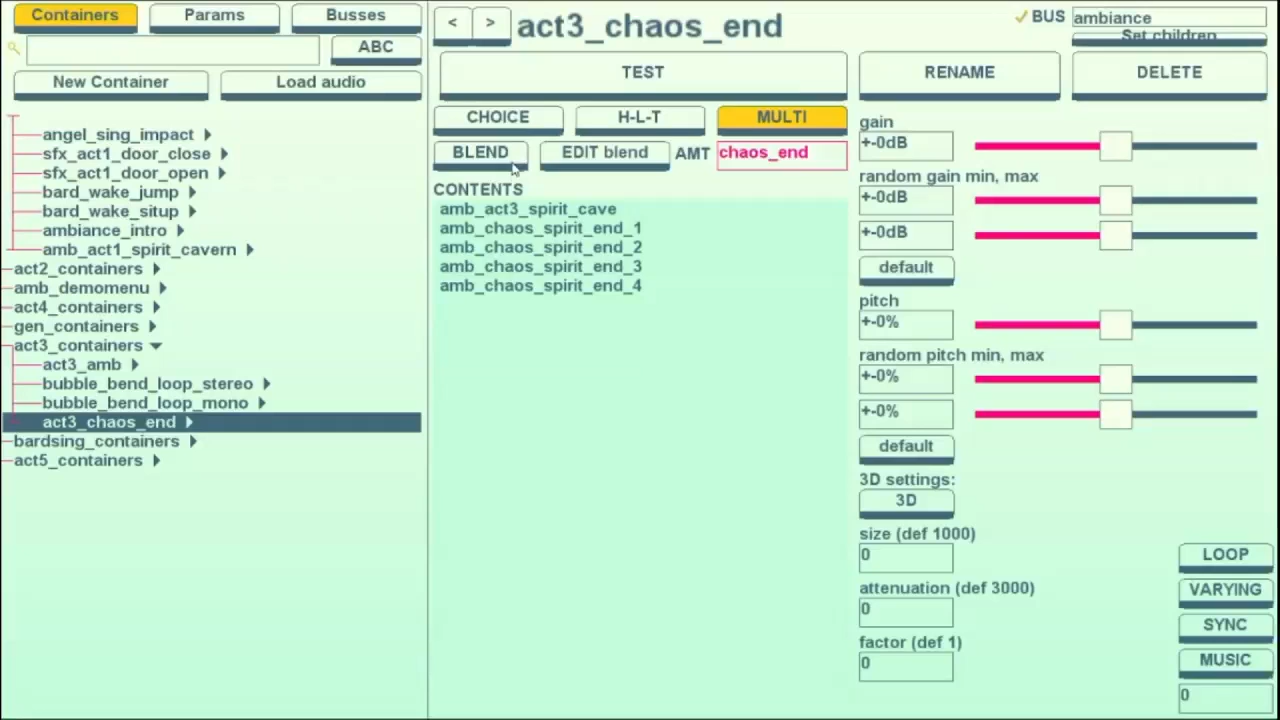 Containers
Params
Busses
ABC
New Container
Load audio
angel_sing_impact
sfx_act1_door_close
sfx_act1_door_open
bard_wake_jump
bard_wake_situp
ambiance_intro
amb_act1_spirit_cavern
act2_containers
amb_demomenu
act4_containers
gen_containers
act3_containers
act3_amb
bubble_bend_loop_stereo
bubble_bend_loop_mono
act3_chaos_end
bardsing_containers
act5_containers
< > act3_chaos_end
BUS ambiance
Set children
TEST
RENAME
DELETE
CHOICE
H-L-T
MULTI
BLEND
EDIT blend
AMT chaos_end
CONTENTS
amb_act3_spirit_cave
amb_chaos_spirit_end_1
amb_chaos_spirit_end_2
amb_chaos_spirit_end_3
amb_chaos_spirit_end_4
gain
+-0dB
random gain min, max
+-0dB
+-0dB
default
pitch
+-0%
random pitch min, max
+-0%
+-0%
default
3D settings:
3D
size (def 1000)
0
attenuation (def 3000)
0
factor (def 1)
0
LOOP
VARYING
SYNC
MUSIC
0